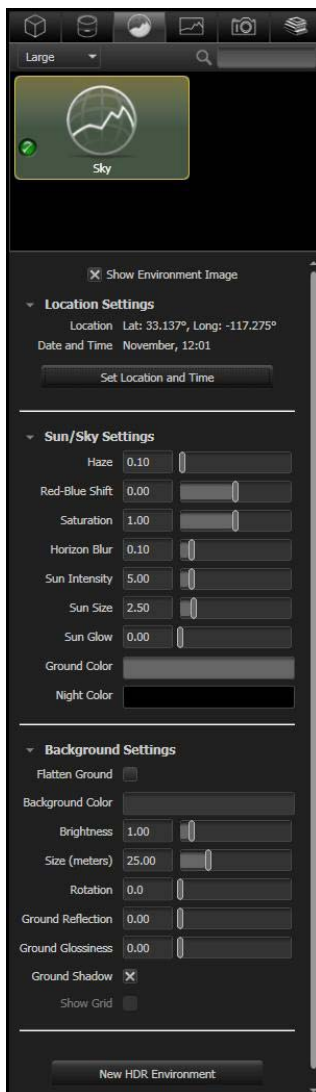 Large
Sky
Show Environment Image
Location Settings
Location Lat: 33.137°, Long: -117.275°
Date and Time November, 12:01
Set Location and Time
Sun/Sky Settings
Haze 0.10
Red-Blue Shift 0.00
Saturation 1.00
Horizon Blur 0.10
Sun Intensity 5.00
Sun Size 2.50
Sun Glow 0.00
Ground Color
Night Color
Background Settings
Flatten Ground
Background Color
Brightness 1.00
Size (meters) 25.00
Rotation 0.0
Ground Reflection 0.00
Ground Glossiness 0.00
Ground Shadow
Show Grid
New HDR Environment